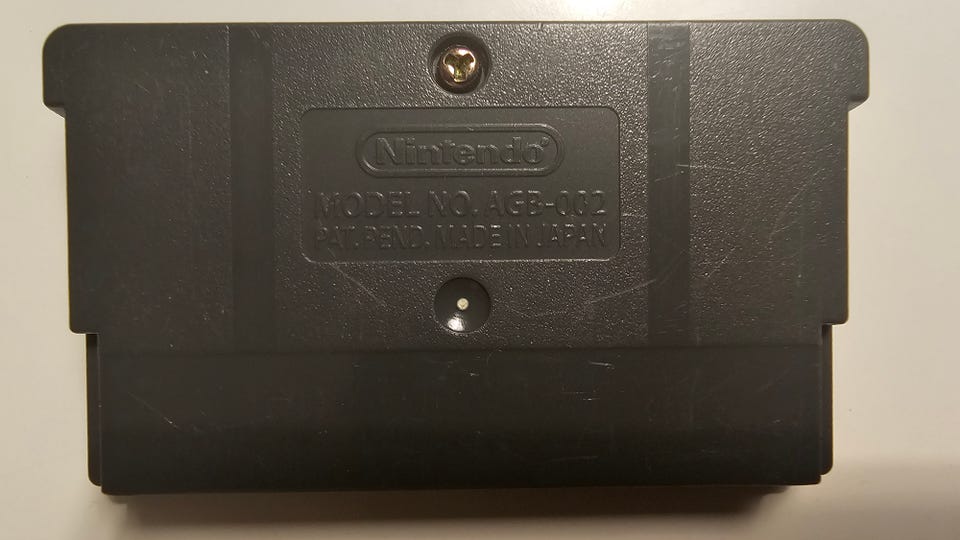 Nintendo®
MODEL NO. AGB-002
PAT. PEND. MADE IN JAPAN